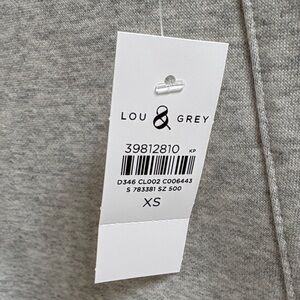 LOU & GREY
39812810 KP
D346 CL002 C006443
S 783381 SZ 500
XS